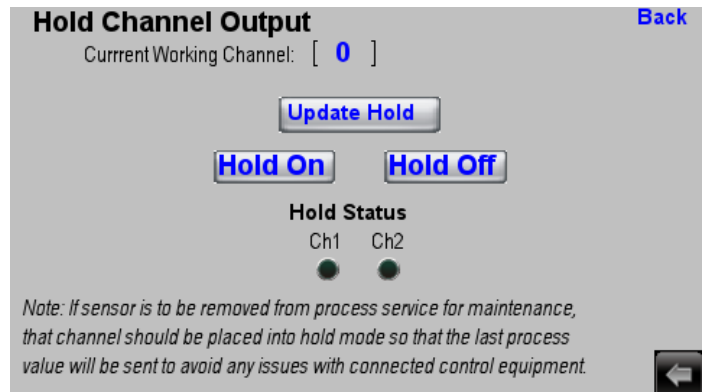 Hold Channel Output
Back
Currrent Working Channel: [ 0 ]
Update Hold
Hold On Hold Off
Hold Status
Ch1 Ch2
Note: If sensor is to be removed from process service for maintenance,
that channel should be placed into hold mode so that the last process
value will be sent to avoid any issues with connected control equipment.